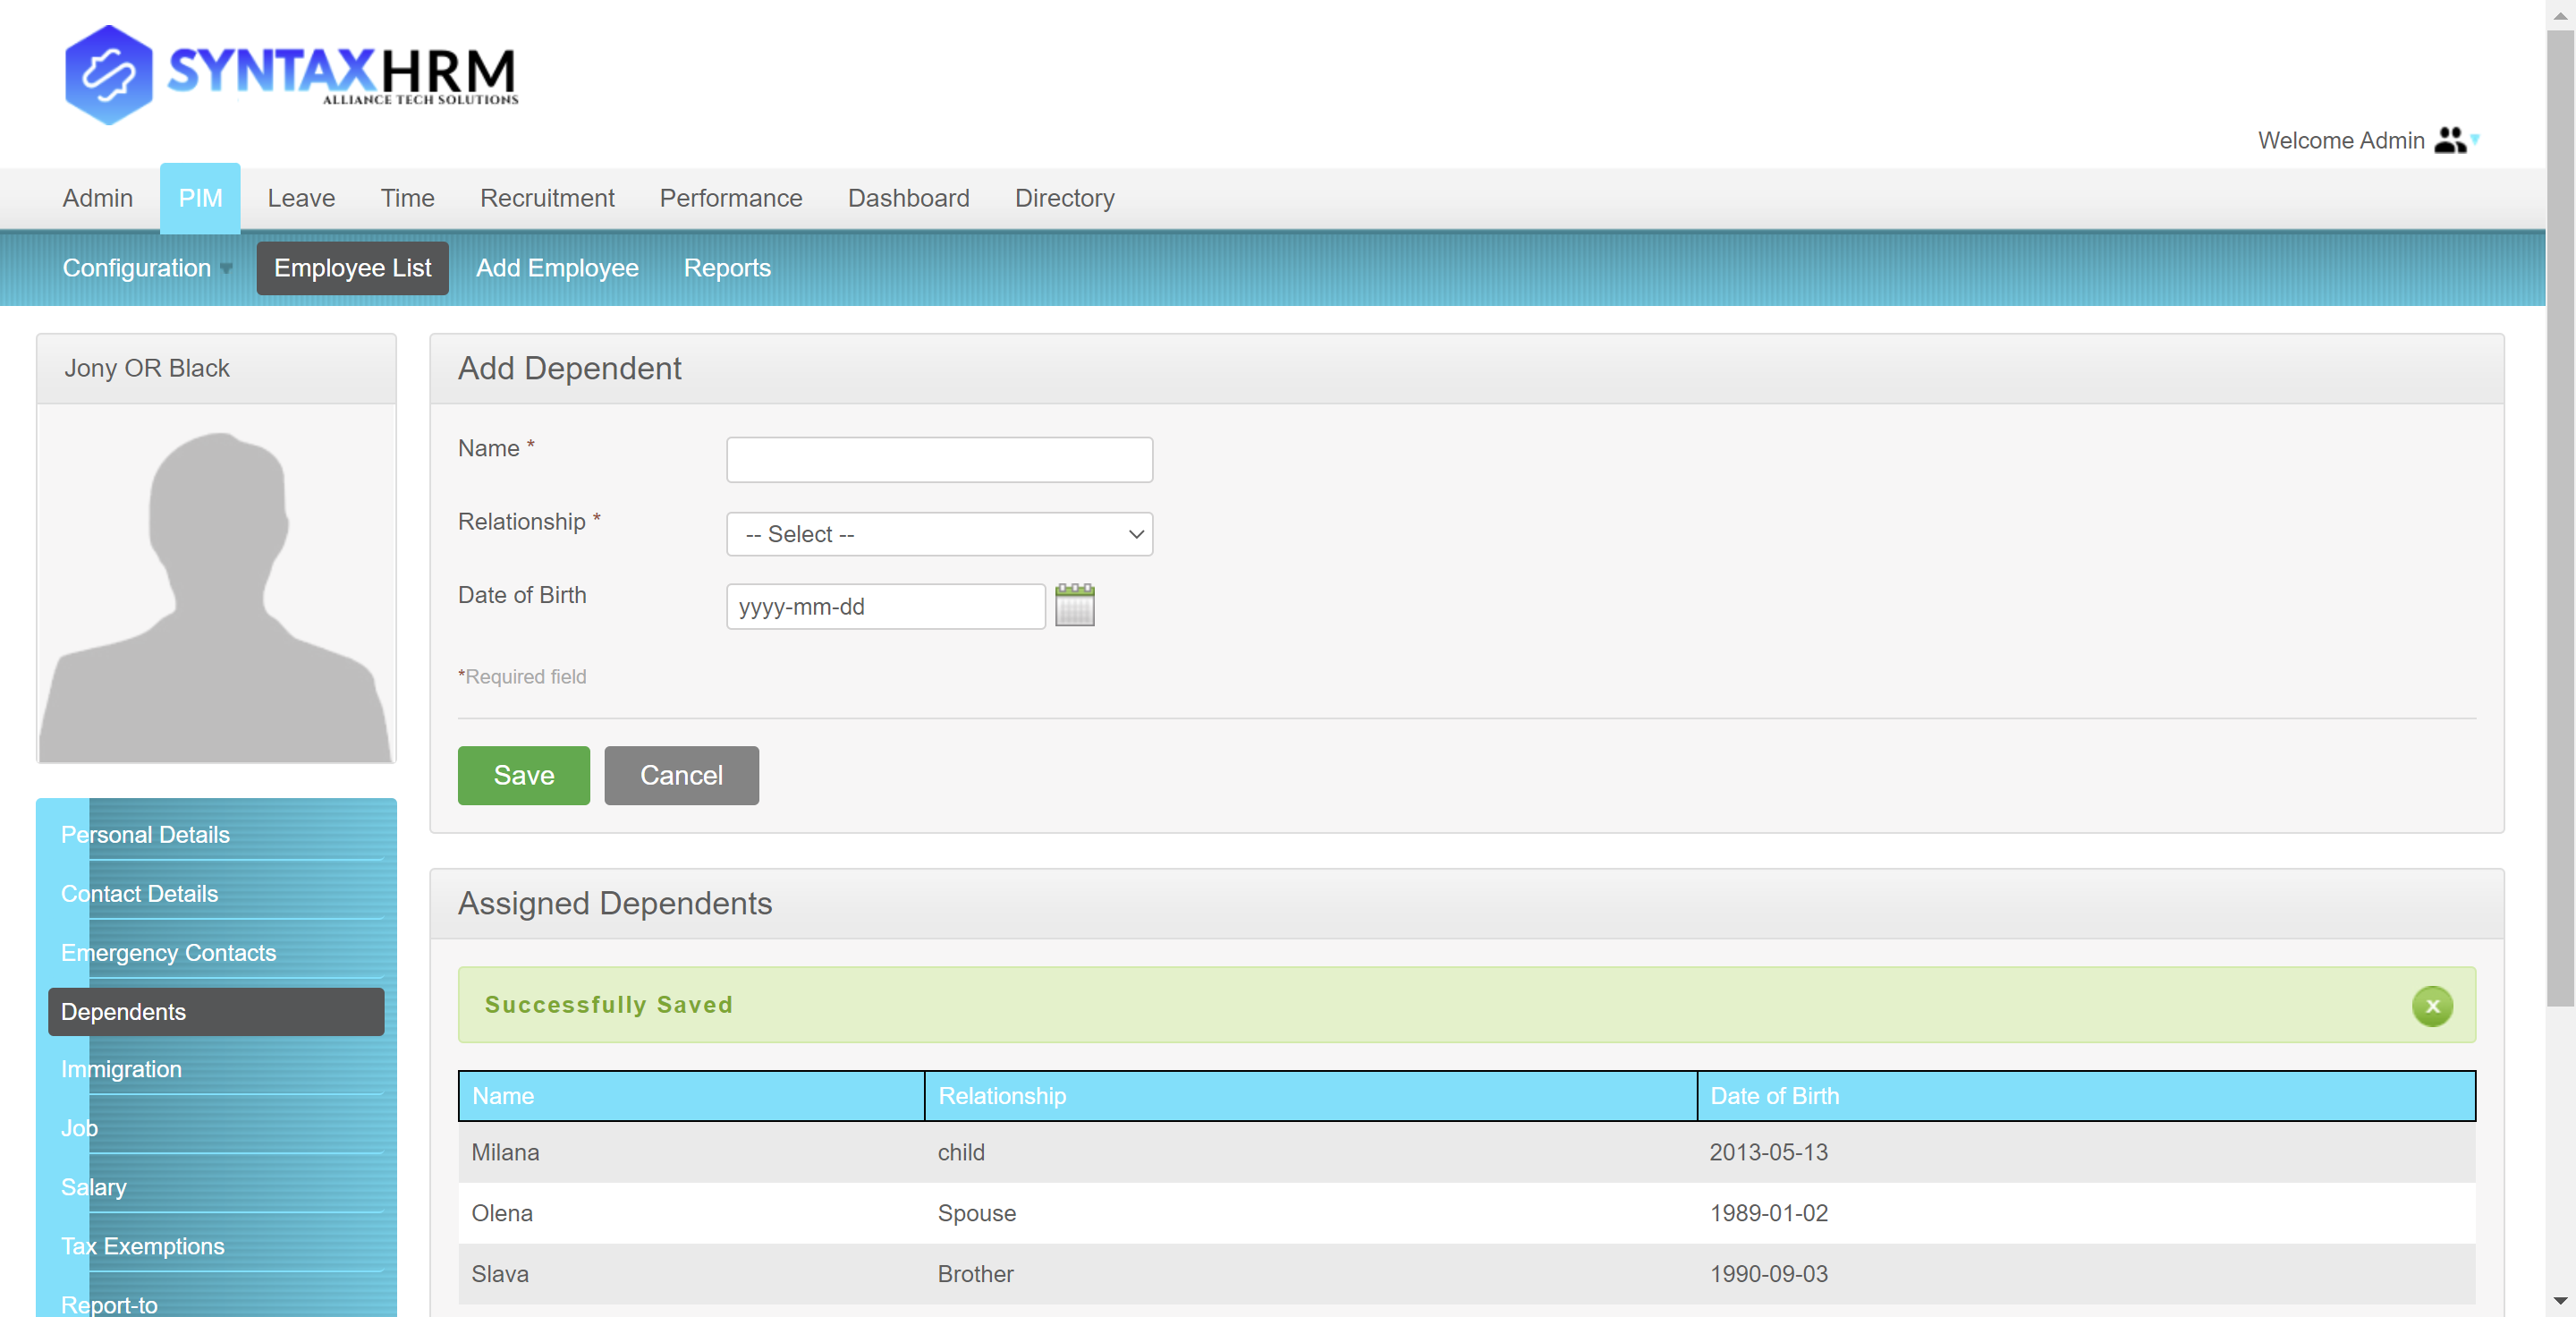 SYNTAXHRM
ALLIANCE TECH SOLUTIONS
Welcome Admin
Admin PIM Leave Time Recruitment Performance Dashboard Directory
Configuration Employee List Add Employee Reports
Jony OR Black
Add Dependent
Name *
Relationship * -- Select --
Date of Birth yyyy-mm-dd
*Required field
Save Cancel
Personal Details
Contact Details
Emergency Contacts
Dependents
Immigration
Job
Salary
Tax Exemptions
Report-to
Assigned Dependents
Successfully Saved
Name Relationship Date of Birth
Milana child 2013-05-13
Olena Spouse 1989-01-02
Slava Brother 1990-09-03